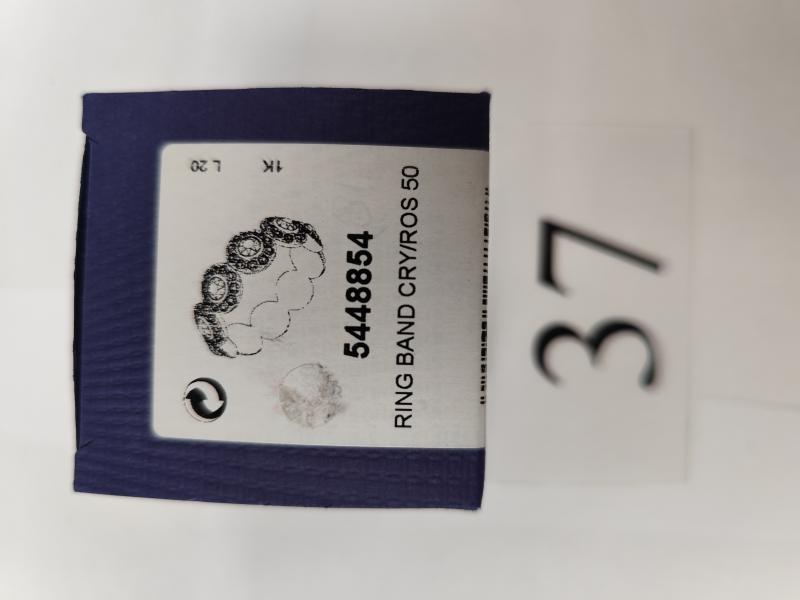 1K L 20
5448854
RING BAND CRY/ROS 50
37